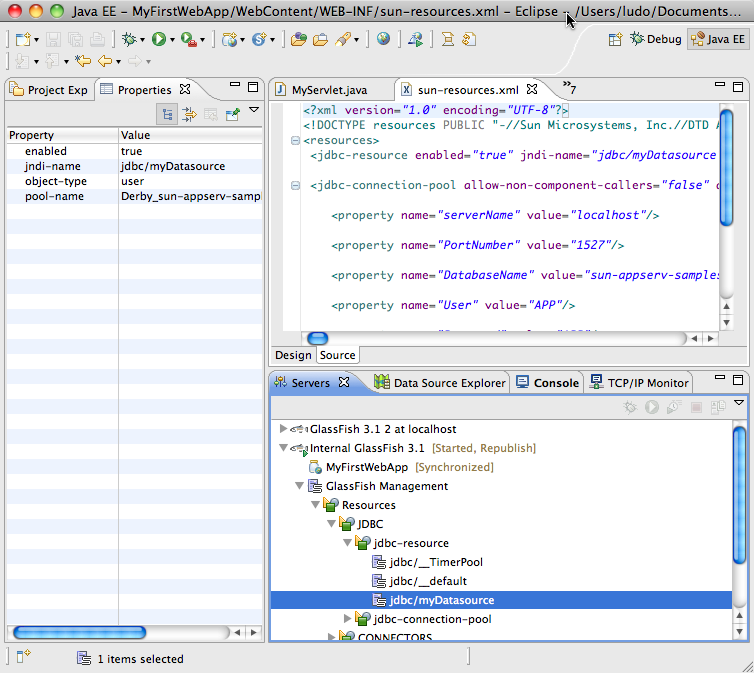 Java EE – MyFirstWebApp/WebContent/WEB-INF/sun-resources.xml – Eclipse – /Users/ludo/Documents...
Debug
Java EE
Project Exp
Properties
Property Value
enabled true
jndi-name jdbc/myDatasource
object-type user
pool-name Derby_sun-appserv-sampl
MyServlet.java
sun-resources.xml
»7
<?xml version="1.0" encoding="UTF-8"?>
<!DOCTYPE resources PUBLIC "-//Sun Microsystems, Inc.//DTD A
<resources>
<jdbc-resource enabled="true" jndi-name="jdbc/myDatasource
<jdbc-connection-pool allow-non-component-callers="false"
<property name="serverName" value="localhost"/>
<property name="PortNumber" value="1527"/>
<property name="DatabaseName" value="sun-appserv-samples
<property name="User" value="APP"/>
Design
Source
Servers
Data Source Explorer
Console
TCP/IP Monitor
GlassFish 3.1 2 at localhost
Internal GlassFish 3.1 [Started, Republish]
MyFirstWebApp [Synchronized]
GlassFish Management
Resources
JDBC
jdbc-resource
jdbc/__TimerPool
jdbc/__default
jdbc/myDatasource
jdbc-connection-pool
CONNECTORS
1 items selected